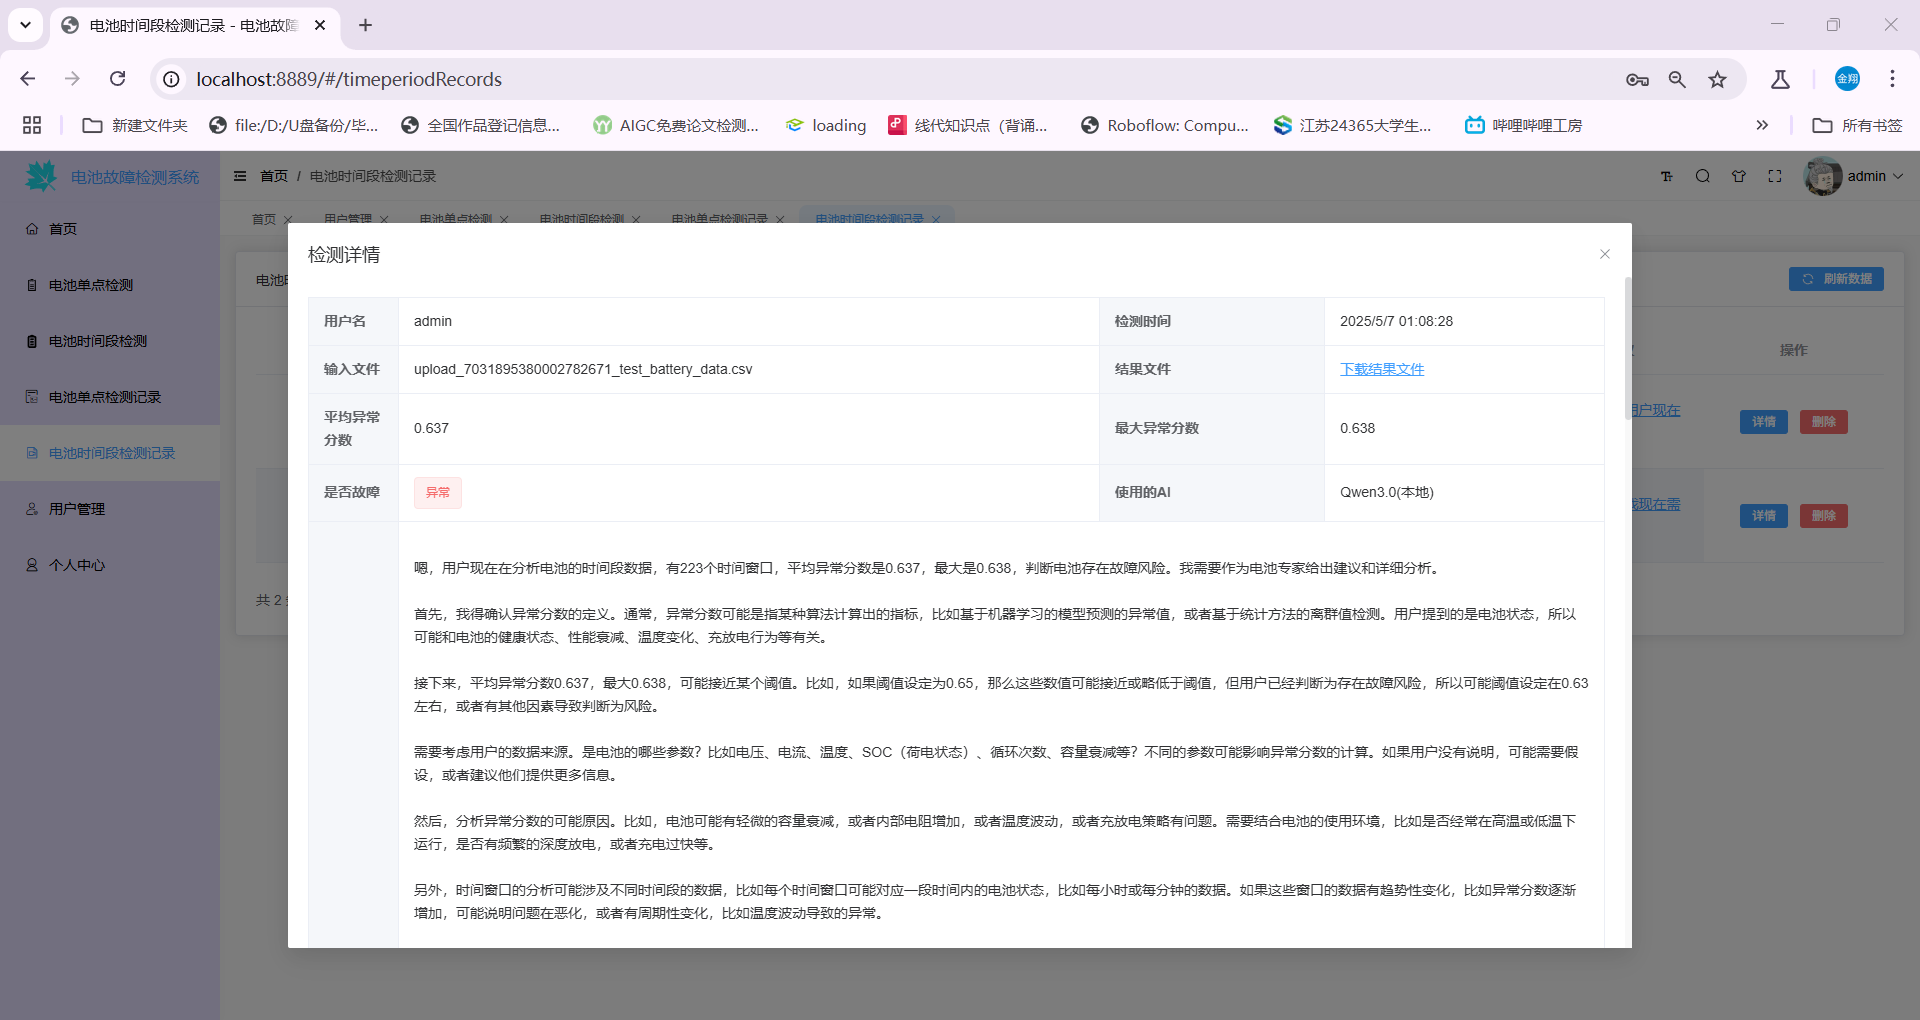 电池时间段检测记录 - 电池故障
localhost:8889/#/timeperiodRecords
金翔
新建文件夹
file:/D:/U盘备份/毕...
全国作品登记信息...
AIGC免费论文检测...
loading
线代知识点（背诵...
Roboflow: Compu...
江苏24365大学生...
哔哩哔哩工房
所有书签
电池故障检测系统
首页 / 电池时间段检测记录
admin
首页
用户管理
电池单点检测
电池时间段检测
电池单点检测记录
电池时间段检测记录
首页
电池单点检测
电池时间段检测
电池单点检测记录
电池时间段检测记录
用户管理
个人中心
刷新数据
操作
用户现在
详情
删除
现在需
详情
删除
共 2
检测详情
用户名
admin
检测时间
2025/5/7 01:08:28
输入文件
upload_7031895380002782671_test_battery_data.csv
结果文件
下载结果文件
平均异常
分数
0.637
最大异常分数
0.638
是否故障
异常
使用的AI
Qwen3.0(本地)
嗯，用户现在在分析电池的时间段数据，有223个时间窗口，平均异常分数是0.637，最大是0.638，判断电池存在故障风险。我需要作为电池专家给出建议和详细分析。
首先，我得确认异常分数的定义。通常，异常分数可能是指某种算法计算出的指标，比如基于机器学习的模型预测的异常值，或者基于统计方法的离群值检测。用户提到的是电池状态，所以
可能和电池的健康状态、性能衰减、温度变化、充放电行为等有关。
接下来，平均异常分数0.637，最大0.638，可能接近某个阈值。比如，如果阈值设定为0.65，那么这些数值可能接近或略低于阈值，但用户已经判断为存在故障风险，所以可能阈值设定在0.63
左右，或者有其他因素导致判断为风险。
需要考虑用户的数据来源。是电池的哪些参数？比如电压、电流、温度、SOC（荷电状态）、循环次数、容量衰减等？不同的参数可能影响异常分数的计算。如果用户没有说明，可能需要假
设，或者建议他们提供更多信息。
然后，分析异常分数的可能原因。比如，电池可能有轻微的容量衰减，或者内部电阻增加，或者温度波动，或者充放电策略有问题。需要结合电池的使用环境，比如是否经常在高温或低温下
运行，是否有频繁的深度放电，或者充电过快等。
另外，时间窗口的分析可能涉及不同时间段的数据，比如每个时间窗口可能对应一段时间内的电池状态，比如每小时或每分钟的数据。如果这些窗口的数据有趋势性变化，比如异常分数逐渐
增加，可能说明问题在恶化，或者有周期性变化，比如温度波动导致的异常。